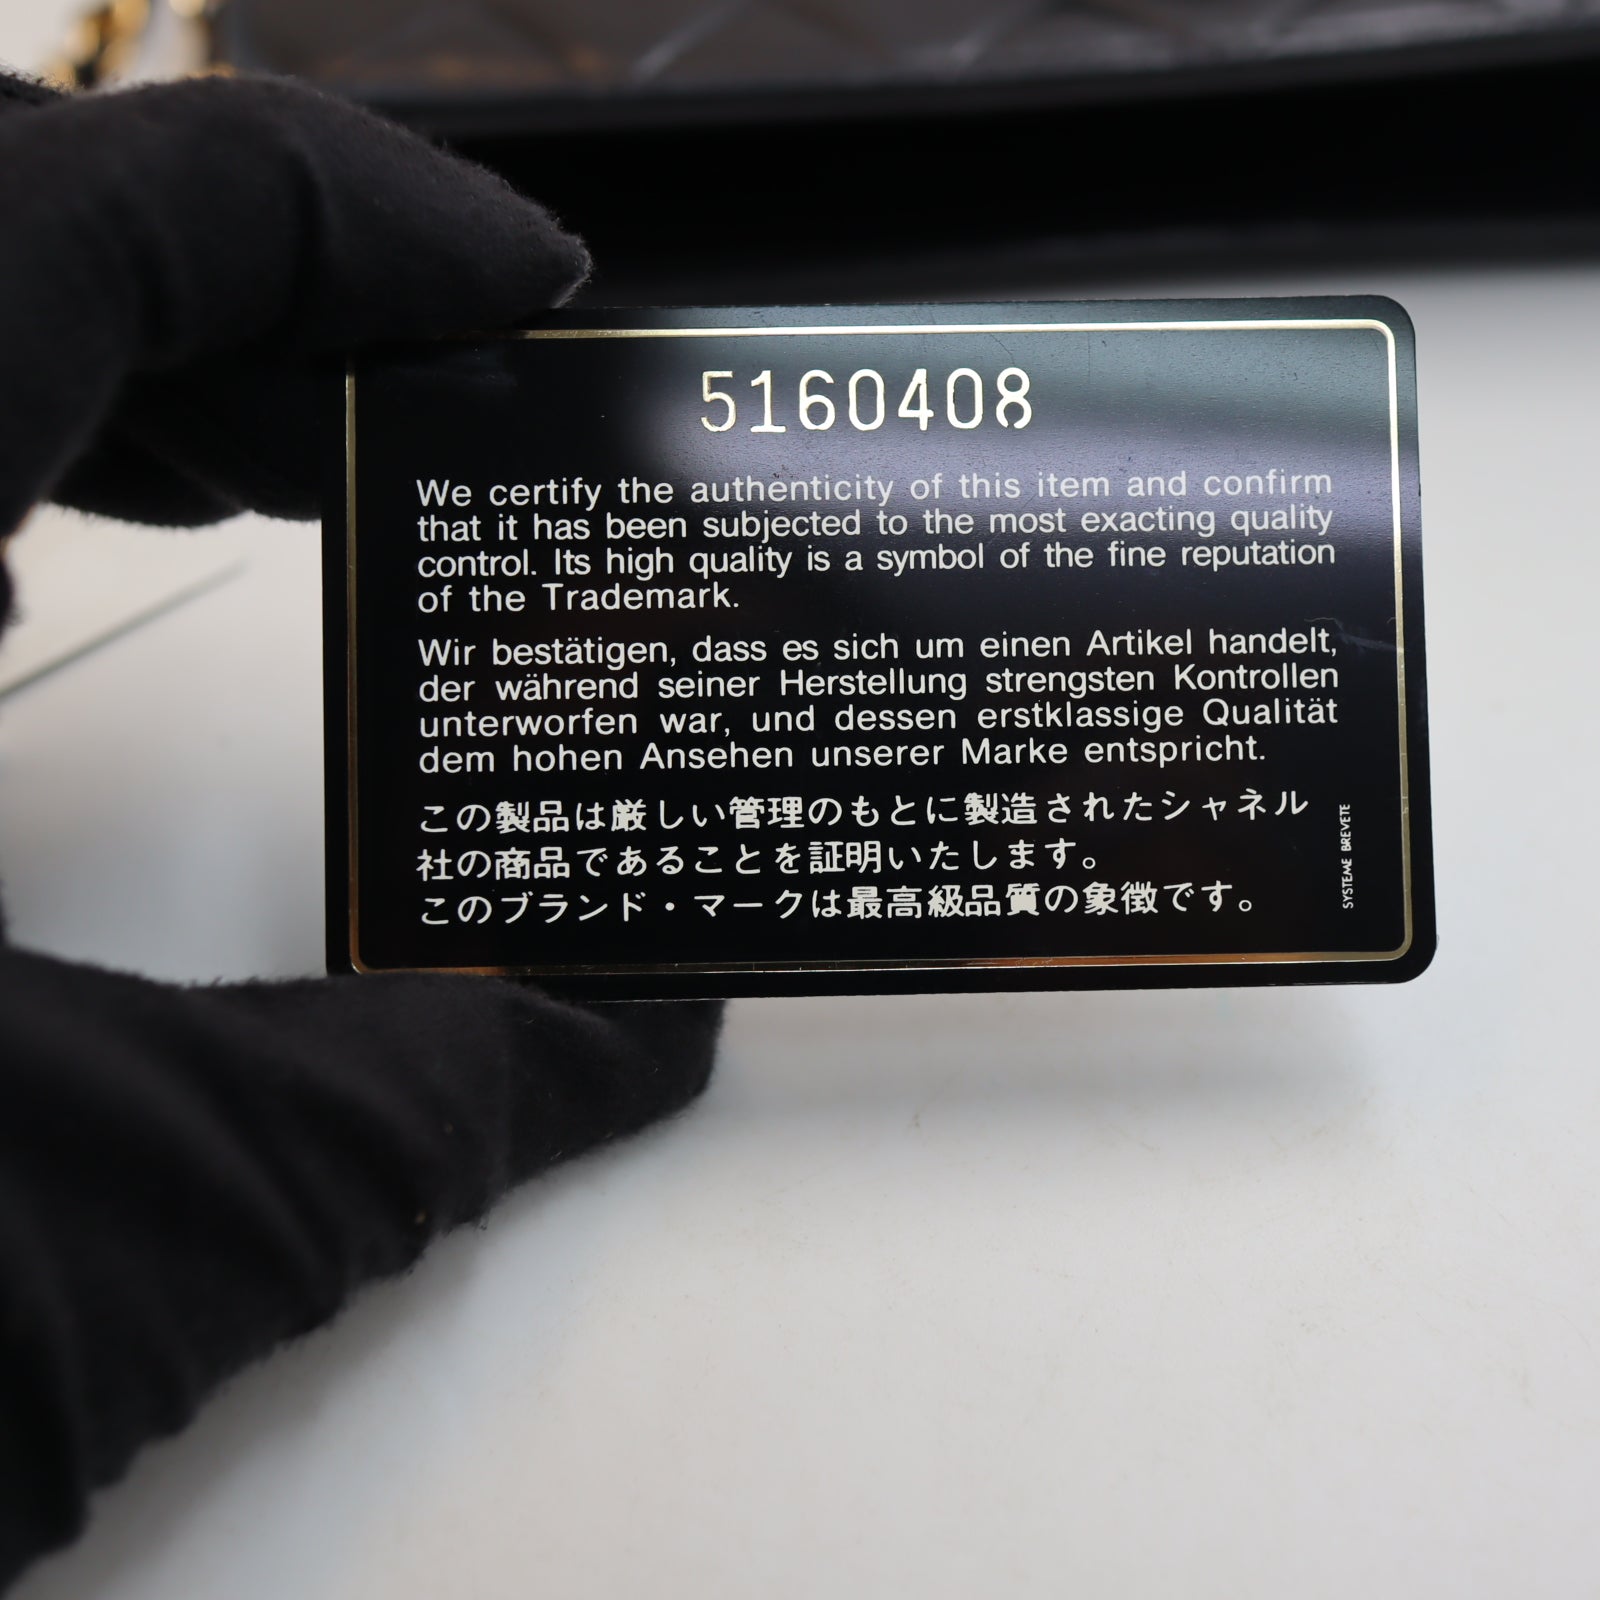 5160408
We certify the authenticity of this item and confirm
that it has been subjected to the most exacting quality
control. Its high quality is a symbol of the fine reputation
of the Trademark.
Wir bestätigen, dass es sich um einen Artikel handelt,
der während seiner Herstellung strengsten Kontrollen
unterworfen war, und dessen erstklassige Qualität
dem hohen Ansehen unserer Marke entspricht.
この製品は厳しい管理のもとに製造されたシャネル
社の商品であることを証明いたします。
このブランド・マークは最高級品質の象徴です。
SYSTEME BREVETE